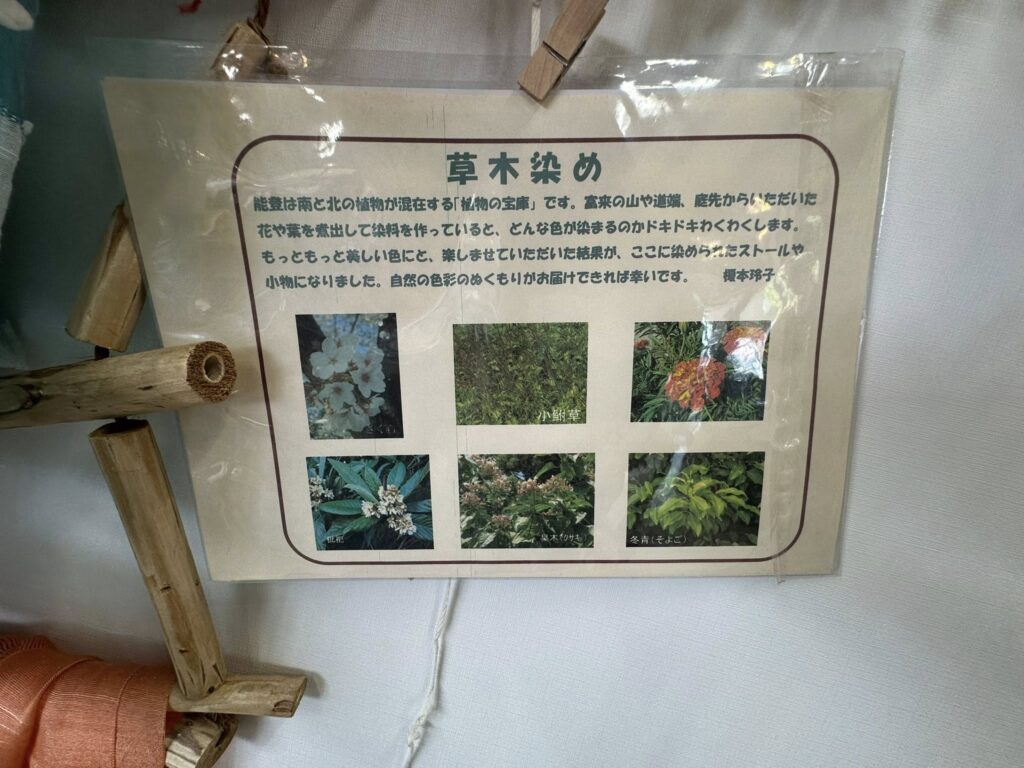 草木染め
能登は南と北の植物が混在する「植物の宝庫」です。富来の山や道端、庭先からいただいた
花や葉を煮出して染料を作っていると、どんな色が染まるのかドキドキわくわくします。
もっともっと美しい色にと、楽しませていただいた結果が、ここに染められたストールや
小物になりました。自然の色彩のぬくもりがお届けできれば幸いです。 榎本玲子
小鮒草
枇杷
冬青(そよご)